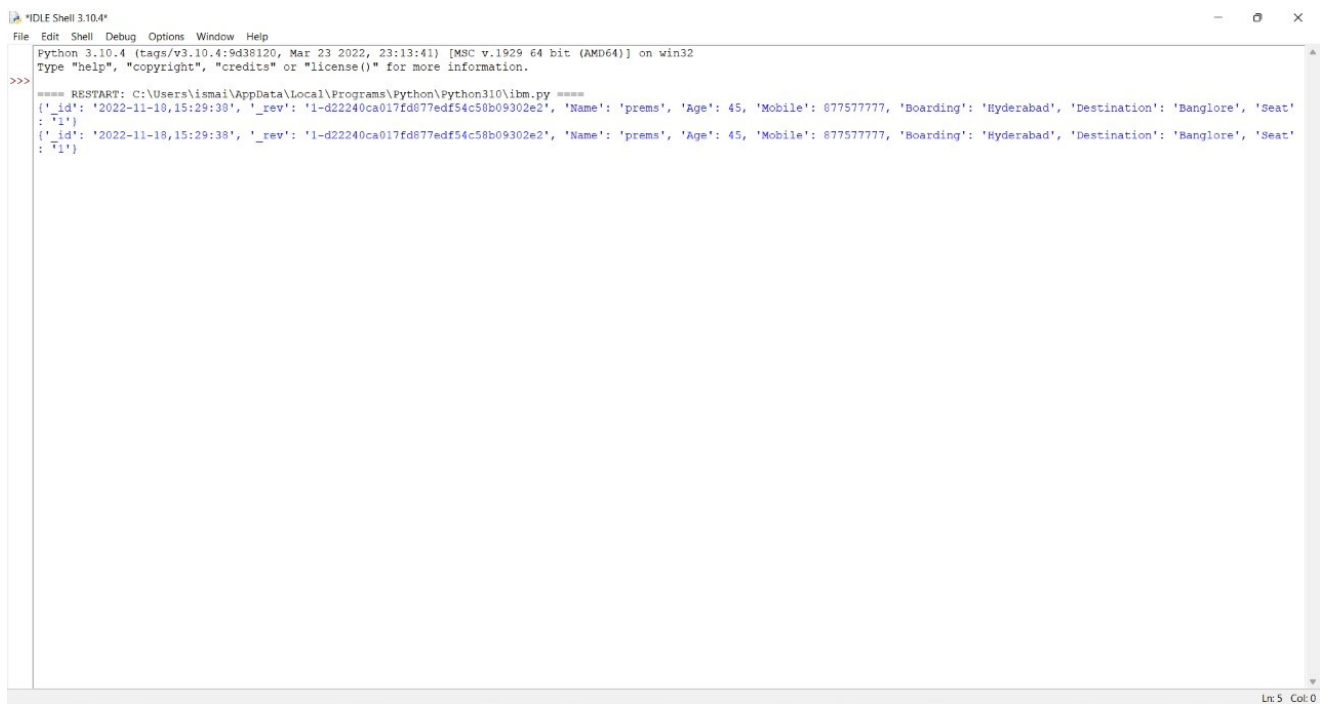 *IDLE Shell 3.10.4*
File Edit Shell Debug Options Window Help
Python 3.10.4 (tags/v3.10.4:9d38120, Mar 23 2022, 23:13:41) [MSC v.1929 64 bit (AMD64)] on win32
Type "help", "copyright", "credits" or "license()" for more information.
>>>
==== RESTART: C:\Users\ismai\AppData\Local\Programs\Python\Python310\ibm.py ====
{'_id': '2022-11-18,15:29:38', '_rev': '1-d22240ca017fd877edf54c58b09302e2', 'Name': 'prems', 'Age': 45, 'Mobile': 877577777, 'Boarding': 'Hyderabad', 'Destination': 'Banglore', 'Seat'
: '1'}
{'_id': '2022-11-18,15:29:38', '_rev': '1-d22240ca017fd877edf54c58b09302e2', 'Name': 'prems', 'Age': 45, 'Mobile': 877577777, 'Boarding': 'Hyderabad', 'Destination': 'Banglore', 'Seat'
: '1'}
Ln: 5 Col: 0